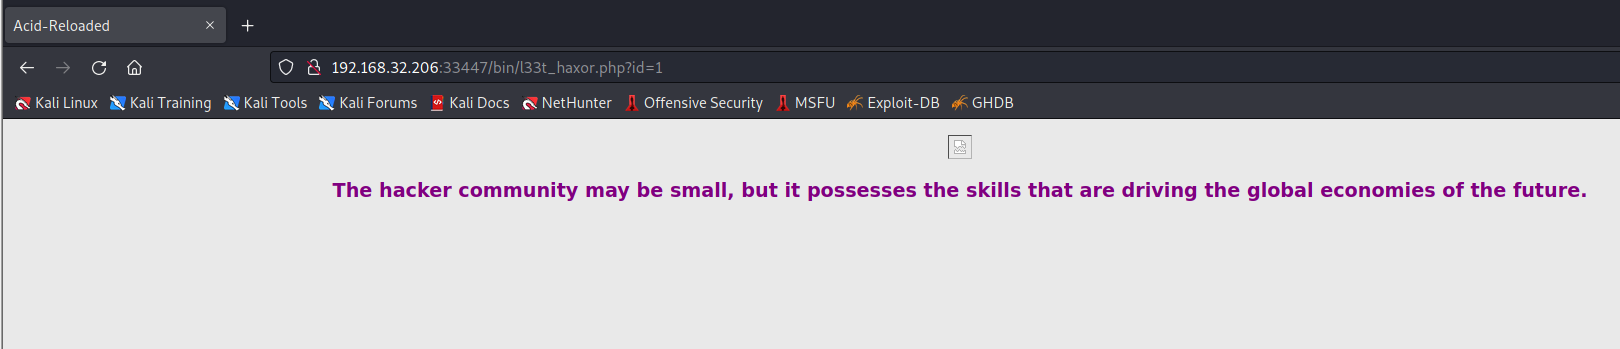 Acid-Reloaded
192.168.32.206:33447/bin/l33t_haxor.php?id=1
Kali Linux Kali Training Kali Tools Kali Forums Kali Docs NetHunter Offensive Security MSFU Exploit-DB GHDB
The hacker community may be small, but it possesses the skills that are driving the global economies of the future.